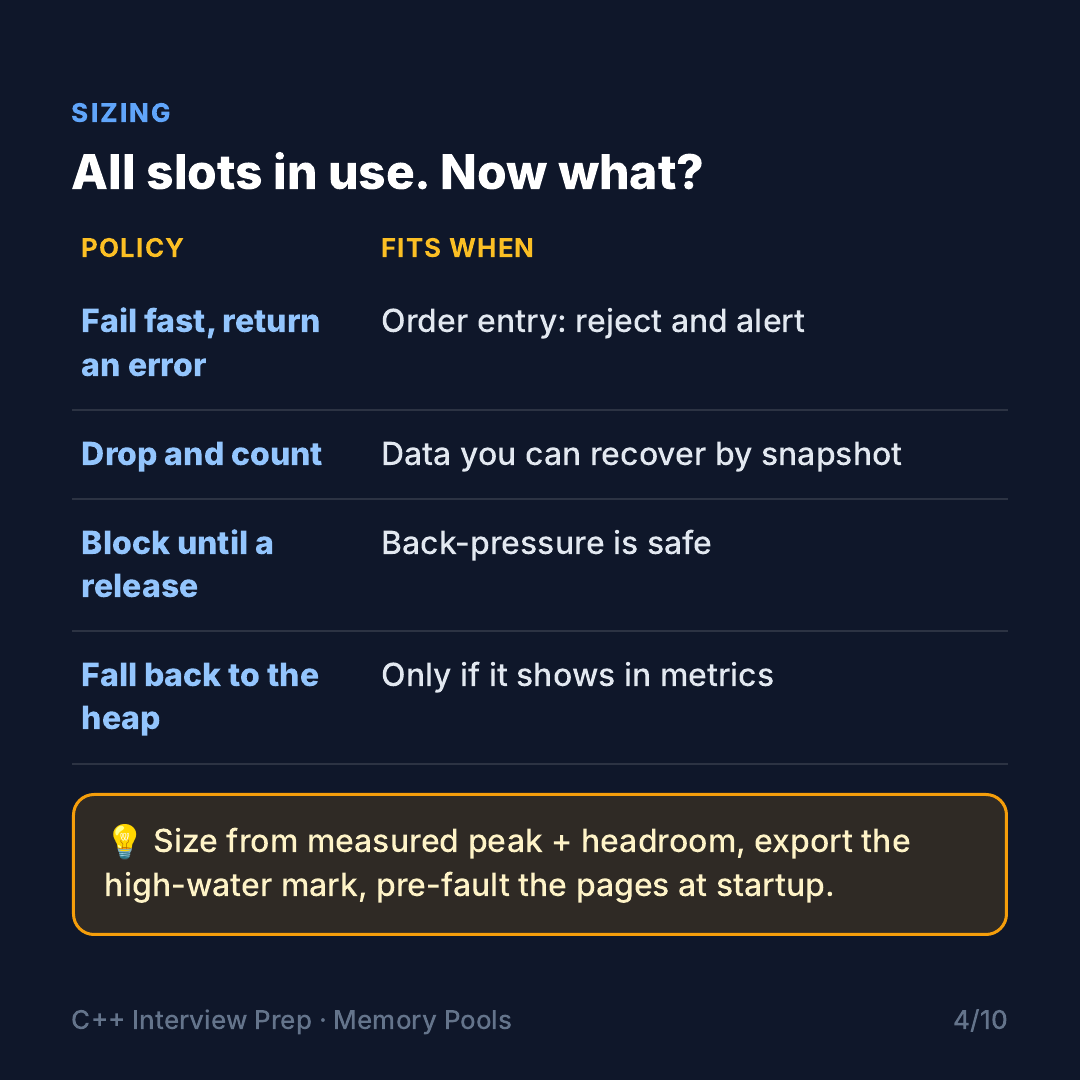 SIZING
All slots in use. Now what?
POLICY FITS WHEN
Fail fast, return Order entry: reject and alert
an error
Drop and count Data you can recover by snapshot
Block until a Back-pressure is safe
release
Fall back to the Only if it shows in metrics
heap
💡 Size from measured peak + headroom, export the
high-water mark, pre-fault the pages at startup.
C++ Interview Prep · Memory Pools 4/10